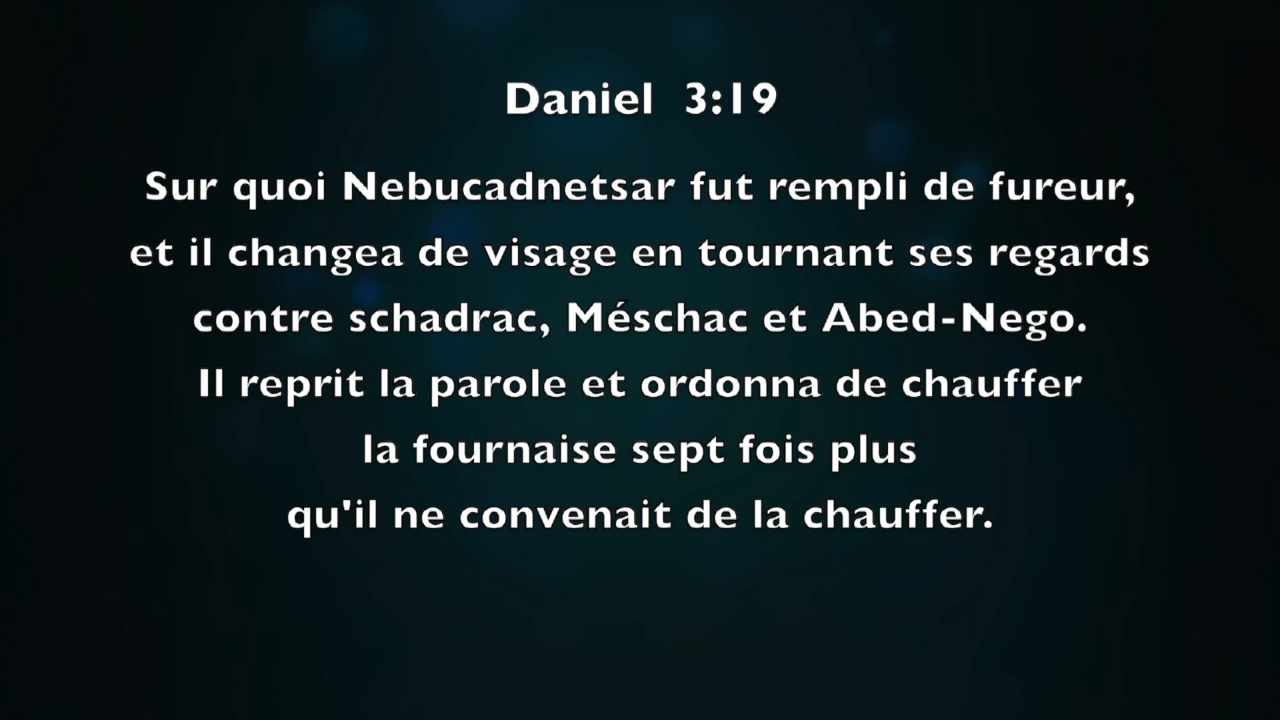 Daniel 3:19
Sur quoi Nebucadnetsar fut rempli de fureur,
et il changea de visage en tournant ses regards
contre schadrac, Méschac et Abed-Nego.
Il reprit la parole et ordonna de chauffer
la fournaise sept fois plus
qu'il ne convenait de la chauffer.